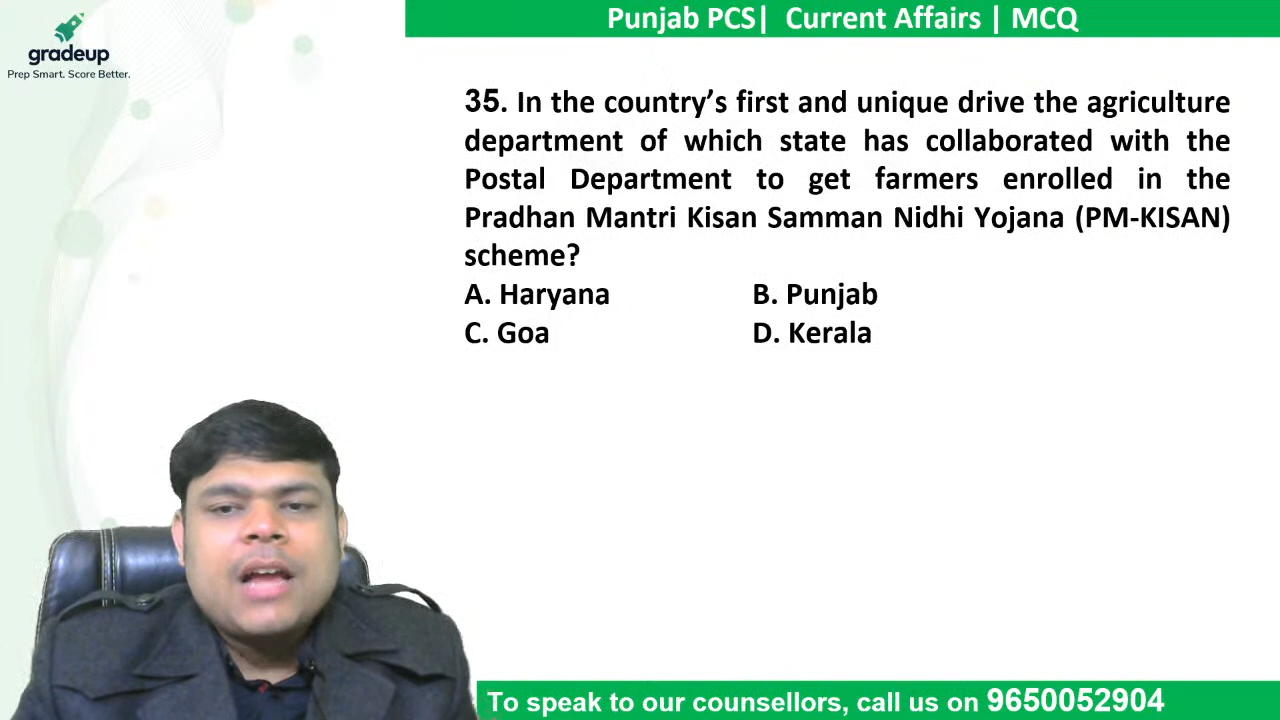 gradeup
Prep Smart. Score Better.
Punjab PCS| Current Affairs | MCQ
35. In the country’s first and unique drive the agriculture
department of which state has collaborated with the
Postal Department to get farmers enrolled in the
Pradhan Mantri Kisan Samman Nidhi Yojana (PM-KISAN)
scheme?
A. Haryana B. Punjab
C. Goa D. Kerala
To speak to our counsellors, call us on 9650052904